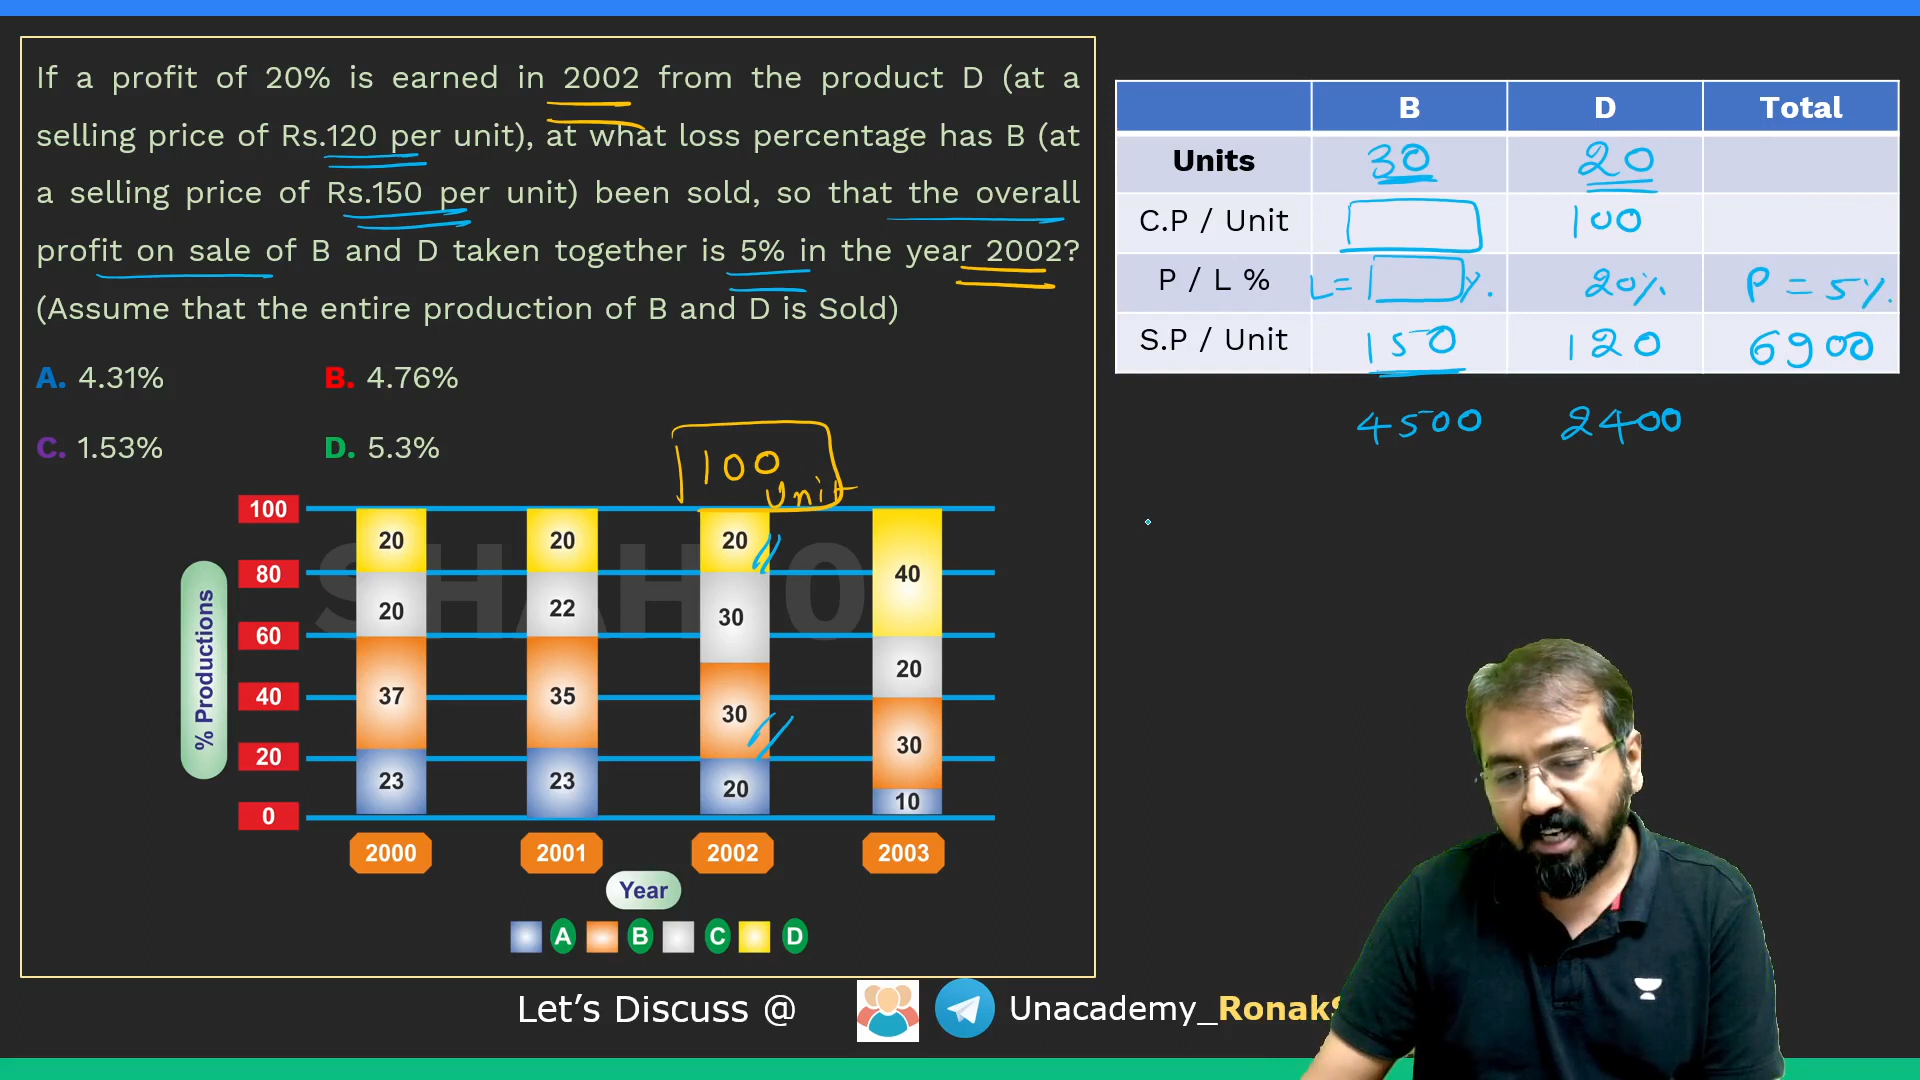 If a profit of 20% is earned in 2002 from the product D (at a
selling price of Rs.120 per unit), at what loss percentage has B (at
a selling price of Rs.150 per unit) been sold, so that the overall
profit on sale of B and D taken together is 5% in the year 2002?
(Assume that the entire production of B and D is Sold)
A. 4.31% B. 4.76%
C. 1.53% D. 5.3%
100
Unit
100
80
60
40
20
0
% Productions
20 20 20 40
20 22 30 20
37 35 30 30
23 23 20 10
2000 2001 2002 2003
Year
A B C D
B D Total
Units 30 20
C.P / Unit 100
P / L % L= % 20% P = 5%
S.P / Unit 150 120 6900
4500 2400
Let's Discuss @ Unacademy_Ronak